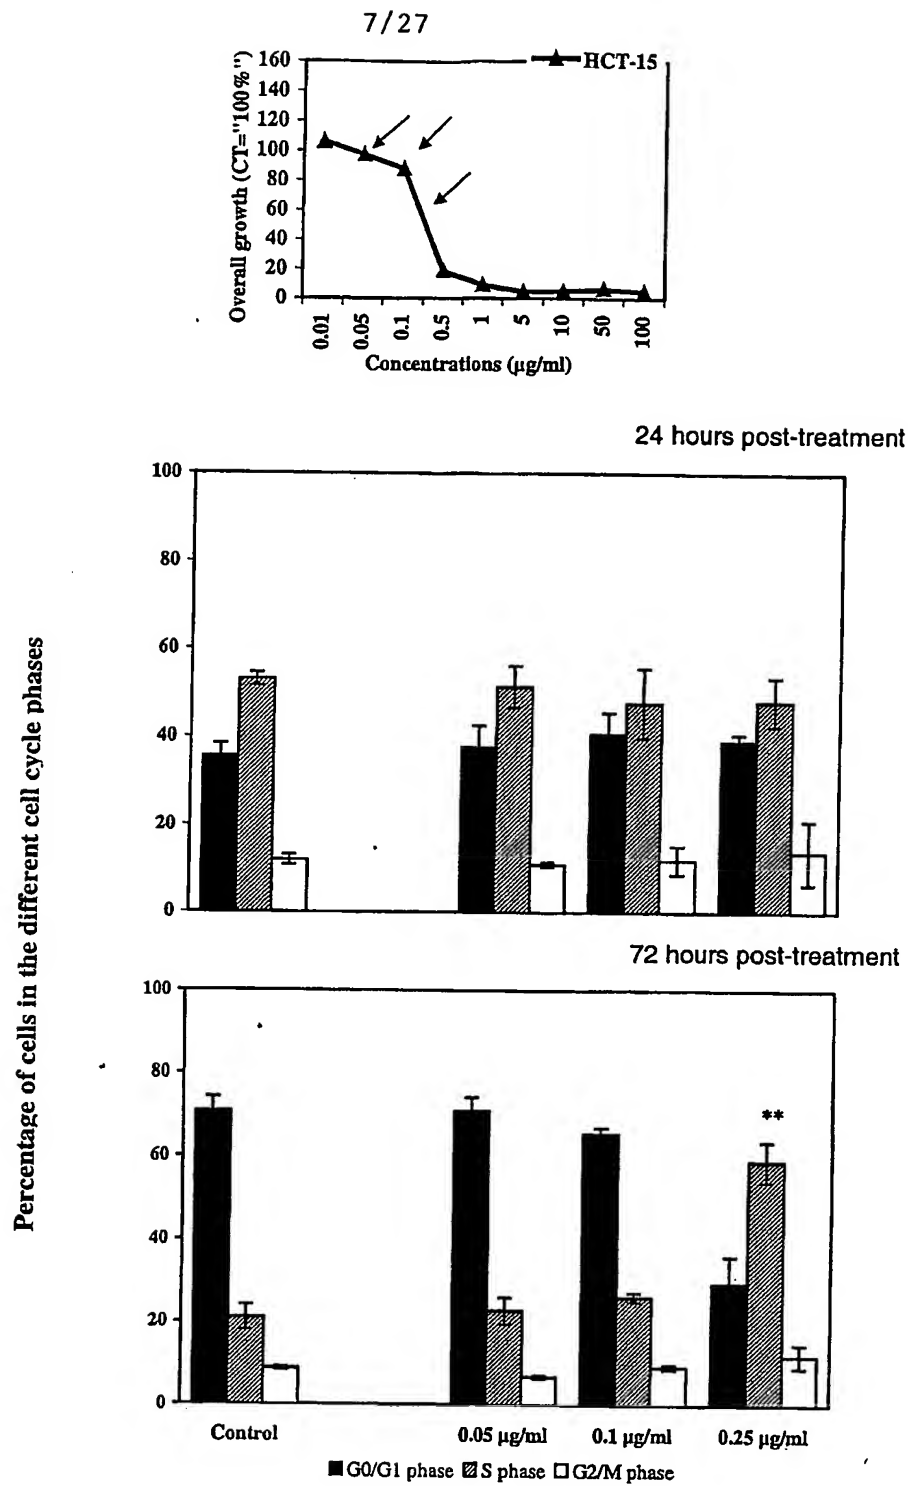 7/27
HCT-15
Overall growth (CT="100%")
160
140
120
100
80
60
40
20
0
0.01
0.05
0.1
0.5
1
5
10
50
100
Concentrations (µg/ml)
Percentage of cells in the different cell cycle phases
24 hours post-treatment
100
80
60
40
20
0
72 hours post-treatment
100
80
60
40
20
0
**
Control
0.05 µg/ml
0.1 µg/ml
0.25 µg/ml
G0/G1 phase S phase G2/M phase